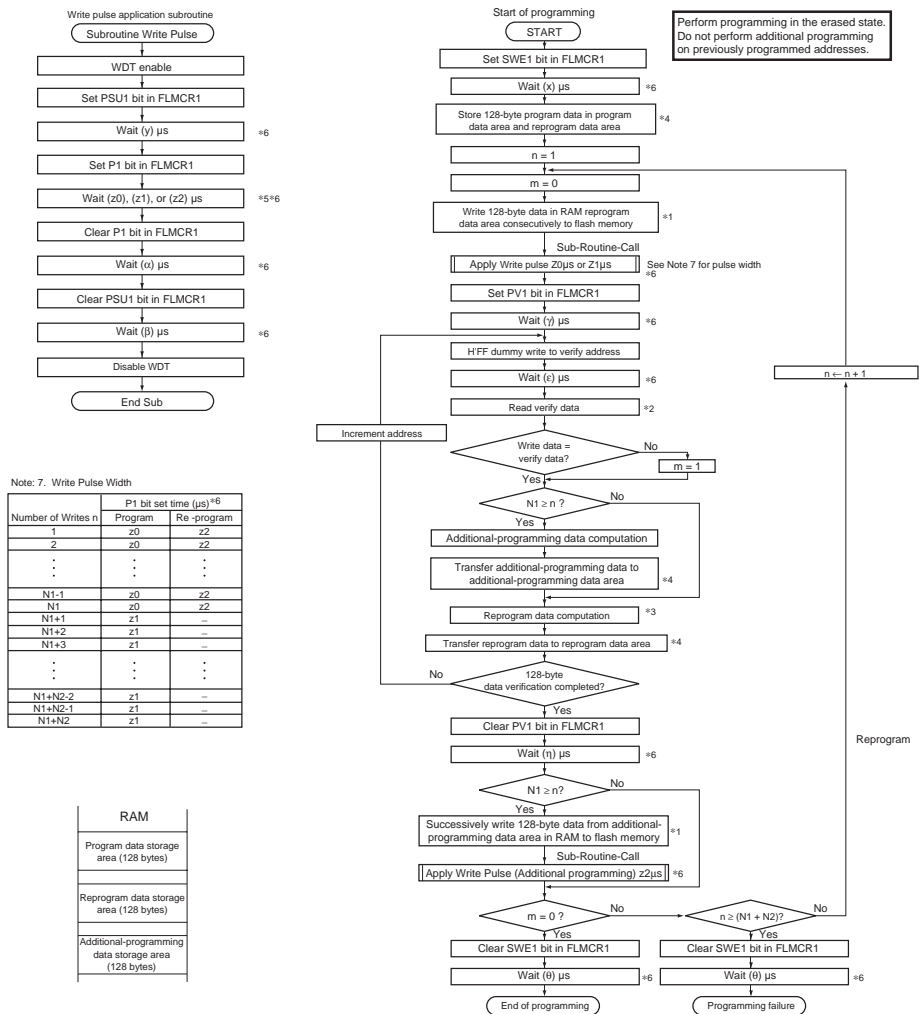 Write pulse application subroutine
Subroutine Write Pulse
WDT enable
Set PSU1 bit in FLMCR1
Wait (y) µs
*6
Set P1 bit in FLMCR1
Wait (z0), (z1), or (z2) µs
*5*6
Clear P1 bit in FLMCR1
Wait (α) µs
*6
Clear PSU1 bit in FLMCR1
Wait (β) µs
*6
Disable WDT
End Sub
Note: 7. Write Pulse Width
Number of Writes n
P1 bit set time (µs)*6
Program
Re -program
1 z0 z2
2 z0 z2
N1-1 z0 z2
N1 z0 z2
N1+1 z1 –
N1+2 z1 –
N1+3 z1 –
N1+N2-2 z1 –
N1+N2-1 z1 –
N1+N2 z1 –
RAM
Program data storage
area (128 bytes)
Reprogram data storage
area (128 bytes)
Additional-programming
data storage area
(128 bytes)
Start of programming
START
Perform programming in the erased state.
Do not perform additional programming
on previously programmed addresses.
Set SWE1 bit in FLMCR1
Wait (x) µs
*6
Store 128-byte program data in program
data area and reprogram data area
*4
n = 1
m = 0
Write 128-byte data in RAM reprogram
data area consecutively to flash memory
*1
Sub-Routine-Call
Apply Write pulse Z0µs or Z1µs
See Note 7 for pulse width
*6
Set PV1 bit in FLMCR1
Wait (γ) µs
*6
H'FF dummy write to verify address
Wait (ε) µs
*6
n ← n + 1
Read verify data
*2
Increment address
Write data =
verify data?
No
m = 1
Yes
N1 ≥ n ?
No
Yes
Additional-programming data computation
Transfer additional-programming data to
additional-programming data area
*4
Reprogram data computation
*3
Transfer reprogram data to reprogram data area
*4
128-byte
data verification completed?
No
Yes
Clear PV1 bit in FLMCR1
Reprogram
Wait (η) µs
*6
N1 ≥ n?
No
Yes
Successively write 128-byte data from additional-
programming data area in RAM to flash memory
*1
Sub-Routine-Call
Apply Write Pulse (Additional programming) z2µs
*6
m = 0 ?
No
n ≥ (N1 + N2)?
No
Yes
Yes
Clear SWE1 bit in FLMCR1
Clear SWE1 bit in FLMCR1
Wait (θ) µs
*6
Wait (θ) µs
*6
End of programming
Programming failure